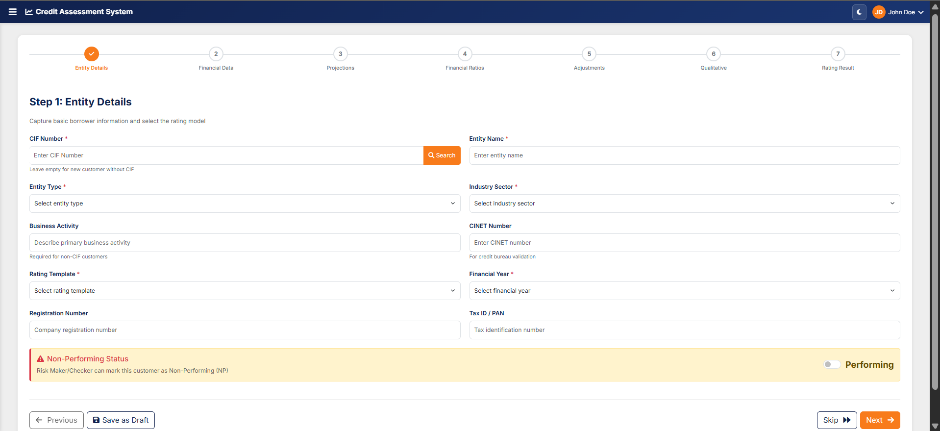 Credit Assessment System
JD John Doe
2 3 4 5 6 7
Entity Details Financial Data Projections Financial Ratios Adjustments Qualitative Rating Result
Step 1: Entity Details
Capture basic borrower information and select the rating model
CIF Number * Entity Name *
Enter CIF Number Search Enter entity name
Leave empty for new customer without CIF
Entity Type * Industry Sector *
Select entity type Select industry sector
Business Activity CINET Number
Describe primary business activity Enter CINET number
Required for non-CIF customers For credit bureau validation
Rating Template * Financial Year *
Select rating template Select financial year
Registration Number Tax ID / PAN
Company registration number Tax identification number
Non-Performing Status
Risk Maker/Checker can mark this customer as Non-Performing (NP) Performing
Previous Save as Draft Skip Next